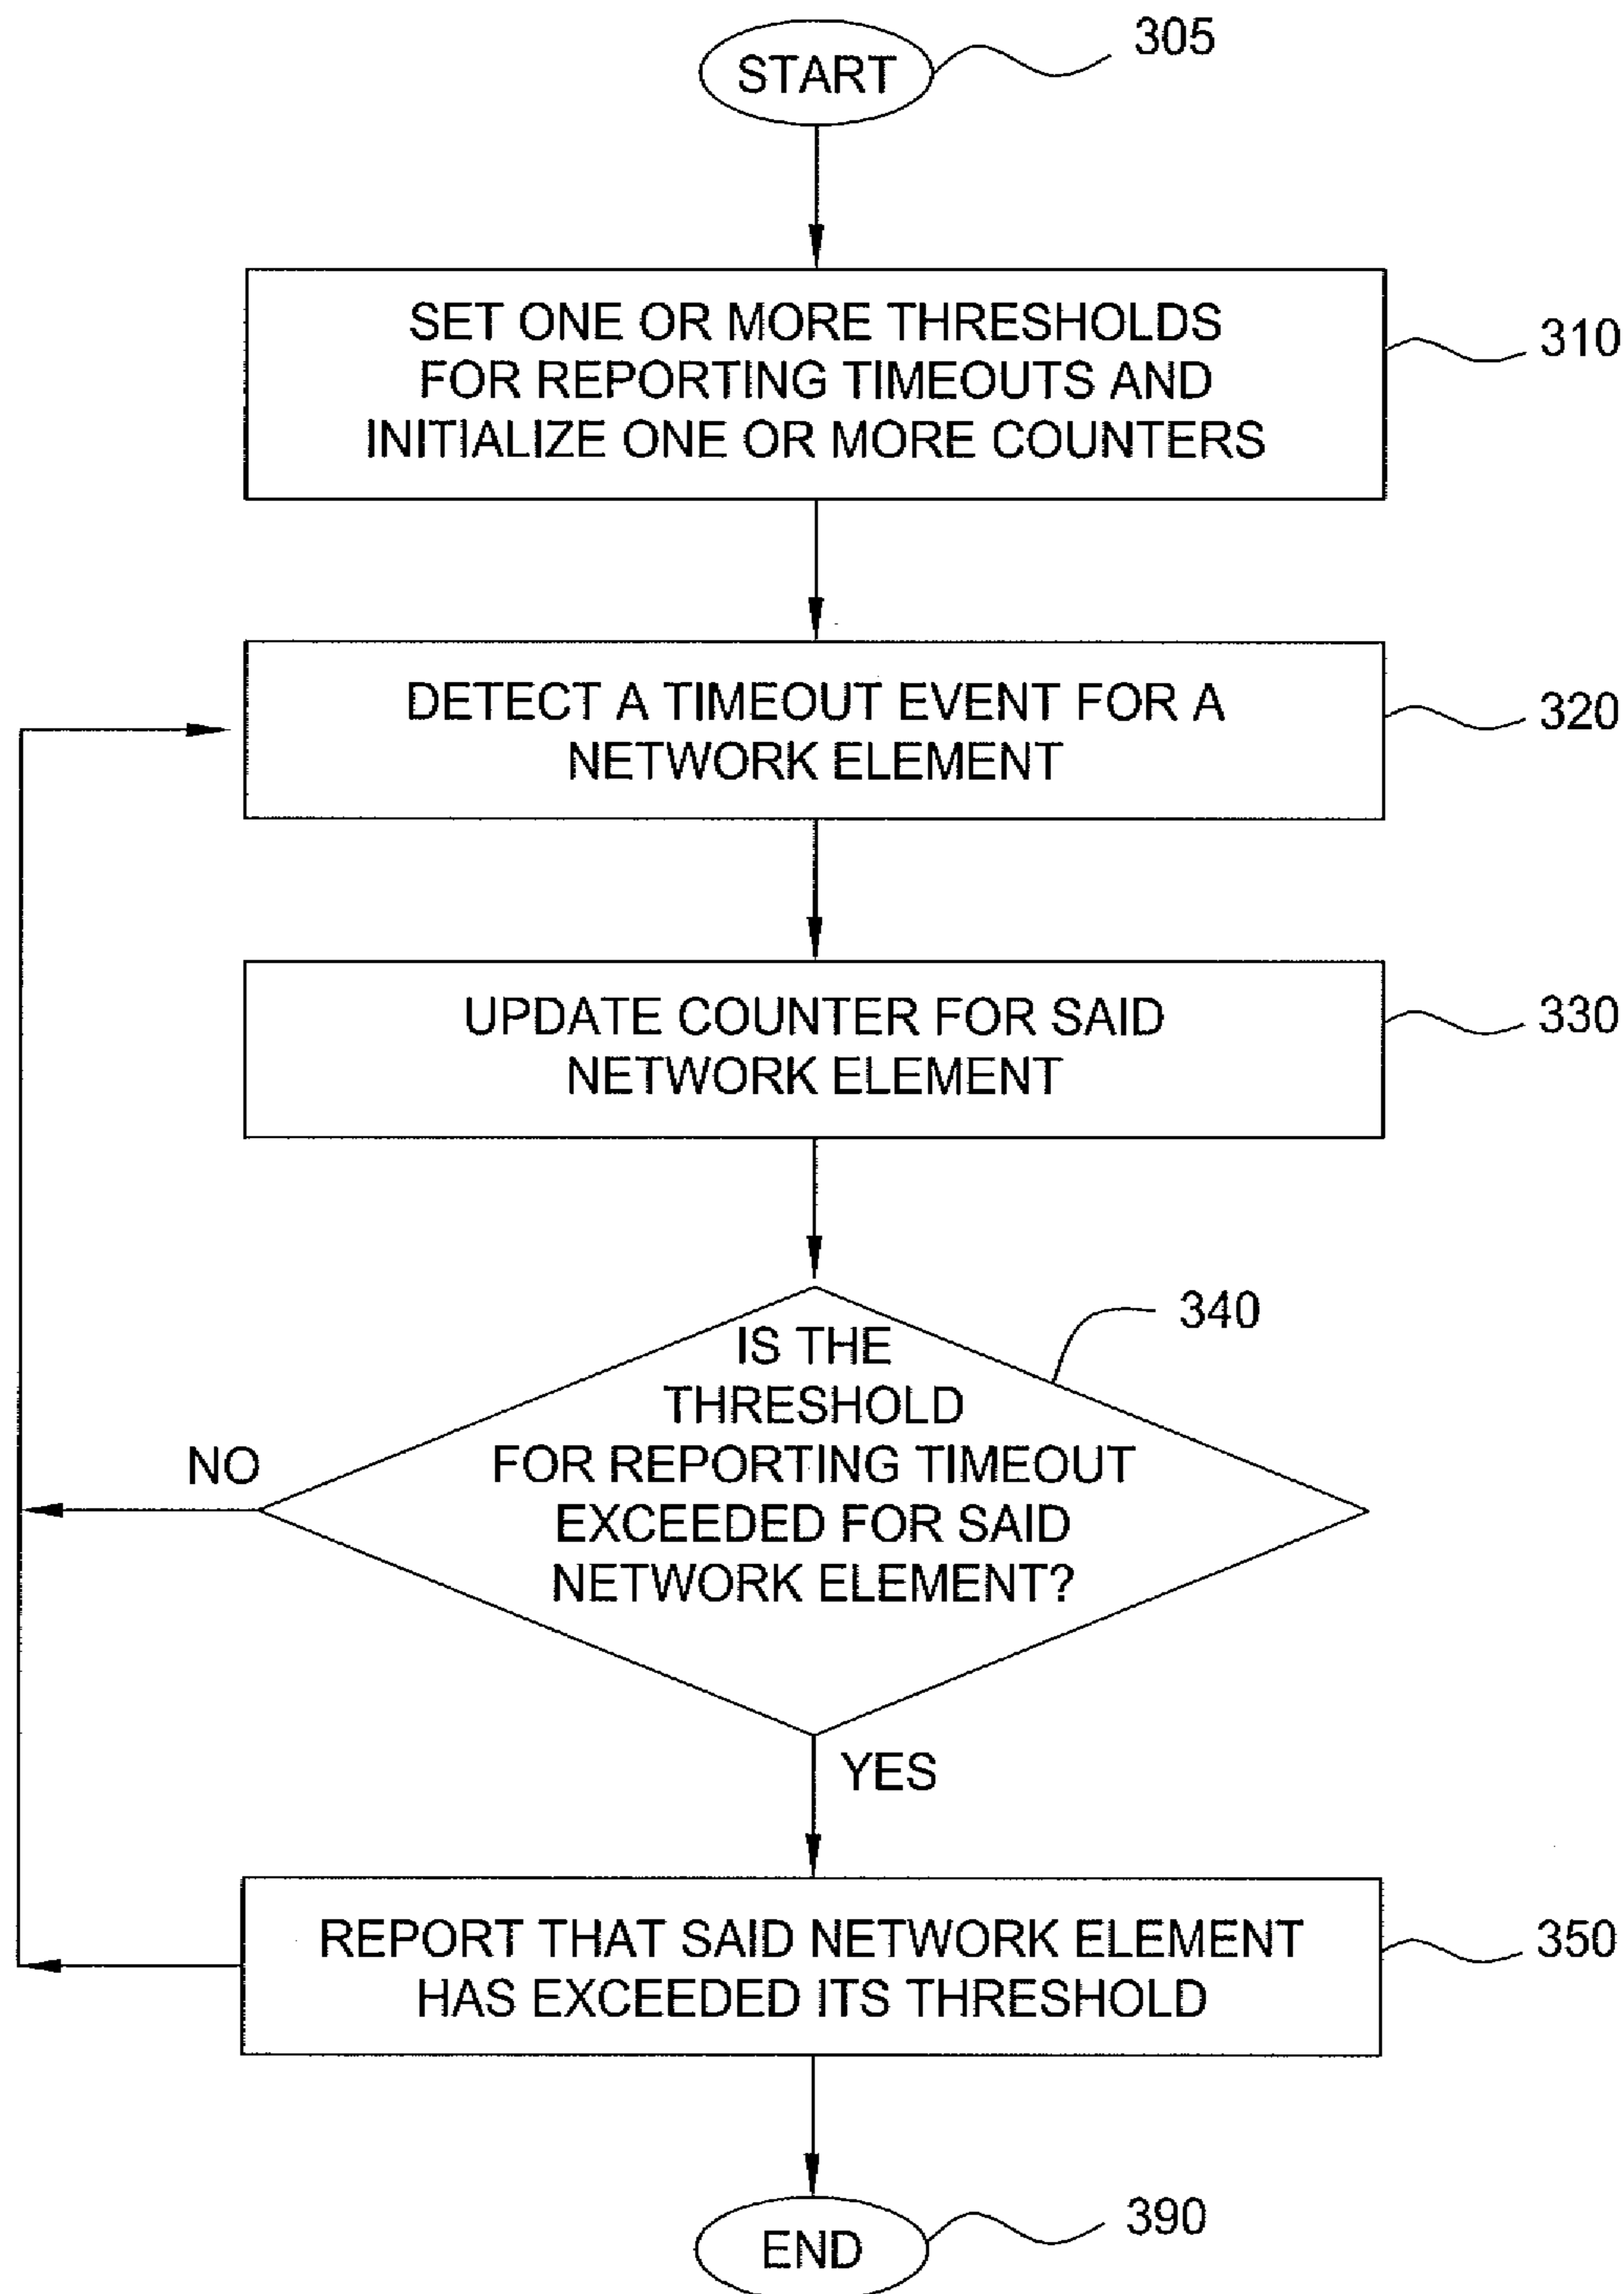 START
305
SET ONE OR MORE THRESHOLDS
FOR REPORTING TIMEOUTS AND
INITIALIZE ONE OR MORE COUNTERS
310
DETECT A TIMEOUT EVENT FOR A
NETWORK ELEMENT
320
UPDATE COUNTER FOR SAID
NETWORK ELEMENT
330
340
IS THE
THRESHOLD
FOR REPORTING TIMEOUT
EXCEEDED FOR SAID
NETWORK ELEMENT?
NO
YES
REPORT THAT SAID NETWORK ELEMENT
HAS EXCEEDED ITS THRESHOLD
350
END
390